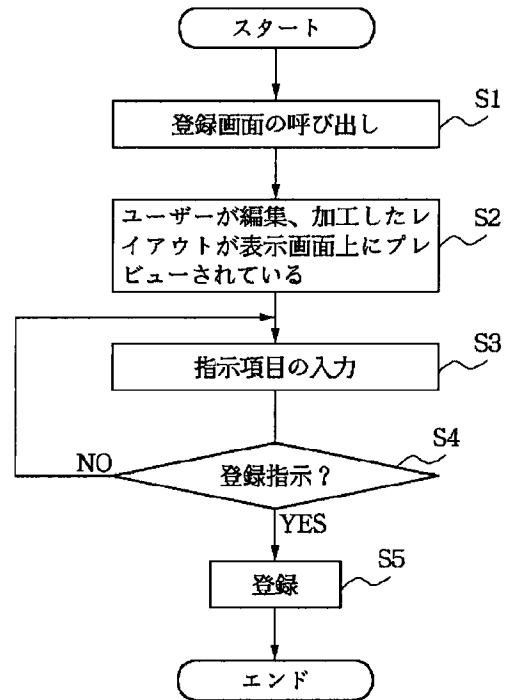 スタート
S1
登録画面の呼び出し
S2
ユーザーが編集、加工したレ
イアウトが表示画面上にプレ
ビューされている
S3
指示項目の入力
S4
NO
登録指示？
YES
S5
登録
エンド